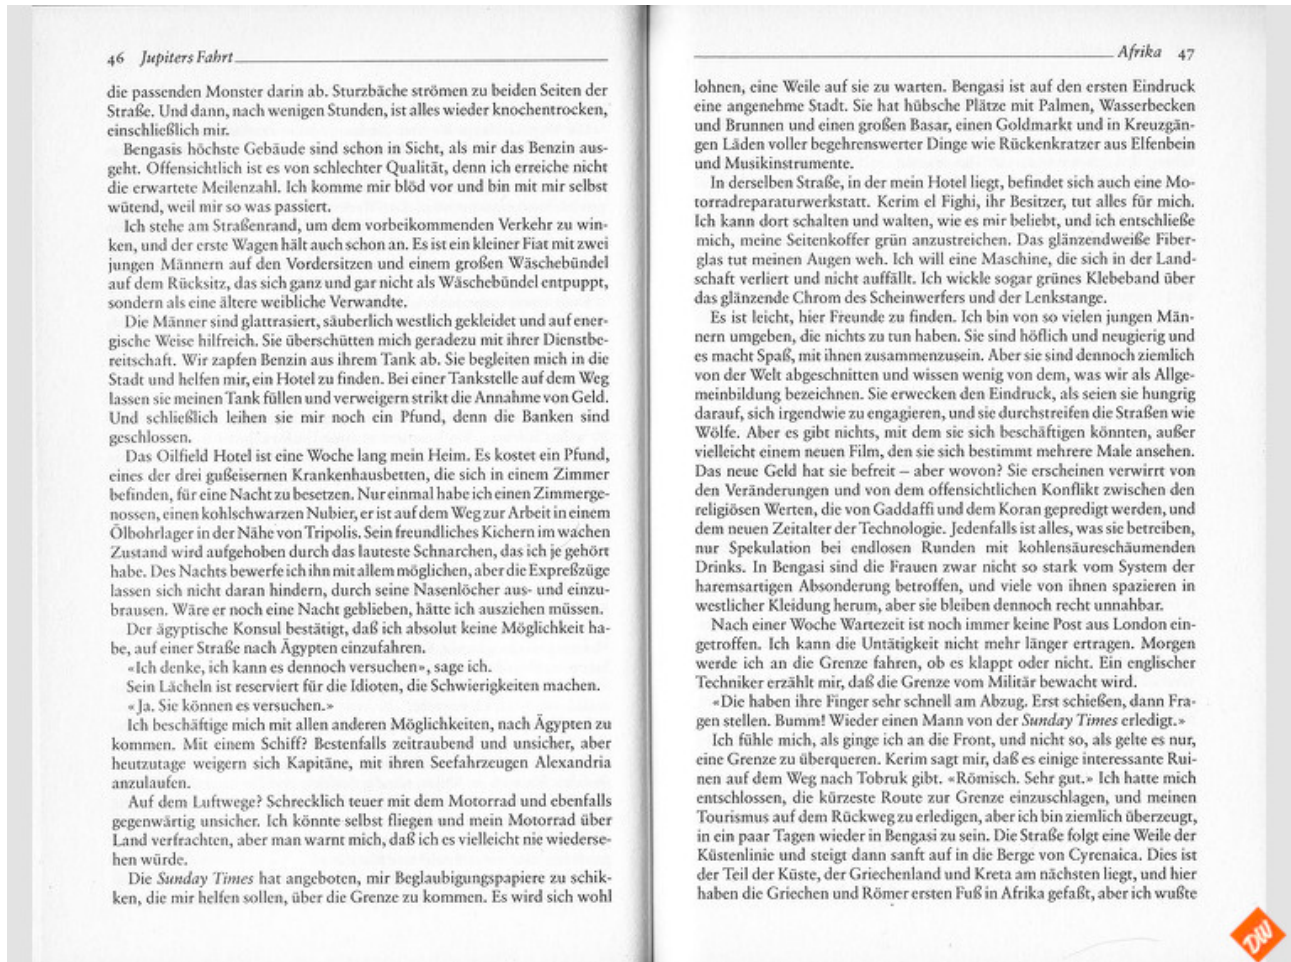 46 Jupiters Fahrt
die passenden Monster darin ab. Sturzbäche strömen zu beiden Seiten der
Straße. Und dann, nach wenigen Stunden, ist alles wieder knochentrocken,
einschließlich mir.
Bengasis höchste Gebäude sind schon in Sicht, als mir das Benzin aus-
geht. Offensichtlich ist es von schlechter Qualität, denn ich erreiche nicht
die erwartete Meilenzahl. Ich komme mir blöd vor und bin mit mir selbst
wütend, weil mir so was passiert.
Ich stehe am Straßenrand, um dem vorbeikommenden Verkehr zu win-
ken, und der erste Wagen hält auch schon an. Es ist ein kleiner Fiat mit zwei
jungen Männern auf den Vordersitzen und einem großen Wäschebündel
auf dem Rücksitz, das sich ganz und gar nicht als Wäschebündel entpuppt,
sondern als eine ältere weibliche Verwandte.
Die Männer sind glattrasiert, säuberlich westlich gekleidet und auf ener-
gische Weise hilfreich. Sie überschütten mich geradezu mit ihrer Dienstbe-
reitschaft. Wir zapfen Benzin aus ihrem Tank ab. Sie begleiten mich in die
Stadt und helfen mir, ein Hotel zu finden. Bei einer Tankstelle auf dem Weg
lassen sie meinen Tank füllen und verweigern strikt die Annahme von Geld.
Und schließlich leihen sie mir noch ein Pfund, denn die Banken sind
geschlossen.
Das Oilfield Hotel ist eine Woche lang mein Heim. Es kostet ein Pfund,
eines der drei gußeisernen Krankenhausbetten, die sich in einem Zimmer
befinden, für eine Nacht zu besetzen. Nur einmal habe ich einen Zimmerge-
nossen, einen kohlschwarzen Nubier, er ist auf dem Weg zur Arbeit in einem
Ölbohrlager in der Nähe von Tripolis. Sein freundliches Kichern im wachen
Zustand wird aufgehoben durch das lauteste Schnarchen, das ich je gehört
habe. Des Nachts bewerfe ich ihn mit allem möglichen, aber die Expreßzüge
lassen sich nicht daran hindern, durch seine Nasenlöcher aus- und einzu-
brausen. Wäre er noch eine Nacht geblieben, hätte ich ausziehen müssen.
Der ägyptische Konsul bestätigt, daß ich absolut keine Möglichkeit ha-
be, auf einer Straße nach Ägypten einzufahren.
«Ich denke, ich kann es dennoch versuchen», sage ich.
Sein Lächeln ist reserviert für die Idioten, die Schwierigkeiten machen.
«Ja. Sie können es versuchen.»
Ich beschäftige mich mit allen anderen Möglichkeiten, nach Ägypten zu
kommen. Mit einem Schiff? Bestenfalls zeitraubend und unsicher, aber
heutzutage weigern sich Kapitäne, mit ihren Seefahrzeugen Alexandria
anzulaufen.
Auf dem Luftwege? Schrecklich teuer mit dem Motorrad und ebenfalls
gegenwärtig unsicher. Ich könnte selbst fliegen und mein Motorrad über
Land verfrachten, aber man warnt mich, daß ich es vielleicht nie wiederse-
hen würde.
Die Sunday Times hat angeboten, mir Beglaubigungspapiere zu schik-
ken, die mir helfen sollen, über die Grenze zu kommen. Es wird sich wohl
Afrika 47
lohnen, eine Weile auf sie zu warten. Bengasi ist auf den ersten Eindruck
eine angenehme Stadt. Sie hat hübsche Plätze mit Palmen, Wasserbecken
und Brunnen und einen großen Basar, einen Goldmarkt und in Kreuzgän-
gen Läden voller begehrenswerter Dinge wie Rückenkratzer aus Elfenbein
und Musikinstrumente.
In derselben Straße, in der mein Hotel liegt, befindet sich auch eine Mo-
torradreparaturwerkstatt. Kerim el Fighi, ihr Besitzer, tut alles für mich.
Ich kann dort schalten und walten, wie es mir beliebt, und ich entschließe
mich, meine Seitenkoffer grün anzustreichen. Das glänzendweiße Fiber-
glas tut meinen Augen weh. Ich will eine Maschine, die sich in der Land-
schaft verliert und nicht auffällt. Ich wickle sogar grünes Klebeband über
das glänzende Chrom des Scheinwerfers und der Lenkstange.
Es ist leicht, hier Freunde zu finden. Ich bin von so vielen jungen Män-
nern umgeben, die nichts zu tun haben. Sie sind höflich und neugierig und
es macht Spaß, mit ihnen zusammenzusein. Aber sie sind dennoch ziemlich
von der Welt abgeschnitten und wissen wenig von dem, was wir als Allge-
meinbildung bezeichnen. Sie erwecken den Eindruck, als seien sie hungrig
darauf, sich irgendwie zu engagieren, und sie durchstreifen die Straßen wie
Wölfe. Aber es gibt nichts, mit dem sie sich beschäftigen könnten, außer
vielleicht einem neuen Film, den sie sich bestimmt mehrere Male ansehen.
Das neue Geld hat sie befreit – aber wovon? Sie erscheinen verwirrt von
den Veränderungen und von dem offensichtlichen Konflikt zwischen den
religiösen Werten, die von Gaddaffi und dem Koran gepredigt werden, und
dem neuen Zeitalter der Technologie. Jedenfalls ist alles, was sie betreiben,
nur Spekulation bei endlosen Runden mit kohlensäureschäumenden
Drinks. In Bengasi sind die Frauen zwar nicht so stark vom System der
haremsartigen Absonderung betroffen, und viele von ihnen spazieren in
westlicher Kleidung herum, aber sie bleiben dennoch recht unnahbar.
Nach einer Woche Wartezeit ist noch immer keine Post aus London ein-
getroffen. Ich kann die Untätigkeit nicht mehr länger ertragen. Morgen
werde ich an die Grenze fahren, ob es klappt oder nicht. Ein englischer
Techniker erzählt mir, daß die Grenze vom Militär bewacht wird.
«Die haben ihre Finger sehr schnell am Abzug. Erst schießen, dann Fra-
gen stellen. Bumm! Wieder einen Mann von der Sunday Times erledigt.»
Ich fühle mich, als ginge ich an die Front, und nicht so, als gelte es nur,
eine Grenze zu überqueren. Kerim sagt mir, daß es einige interessante Rui-
nen auf dem Weg nach Tobruk gibt. «Römisch. Sehr gut.» Ich hatte mich
entschlossen, die kürzeste Route zur Grenze einzuschlagen, und meinen
Tourismus auf dem Rückweg zu erledigen, aber ich bin ziemlich überzeugt,
in ein paar Tagen wieder in Bengasi zu sein. Die Straße folgt eine Weile der
Küstenlinie und steigt dann sanft auf in die Berge von Cyrenaica. Dies ist
der Teil der Küste, der Griechenland und Kreta am nächsten liegt, und hier
haben die Griechen und Römer ersten Fuß in Afrika gefaßt, aber ich wußte
DW